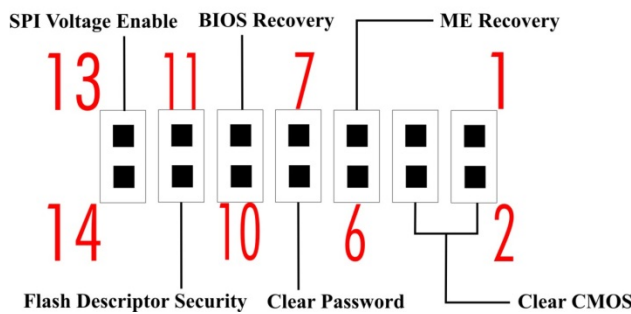 SPI Voltage Enable BIOS Recovery ME Recovery
13 11 7 1
14 10 6 2
Flash Descriptor Security Clear Password Clear CMOS